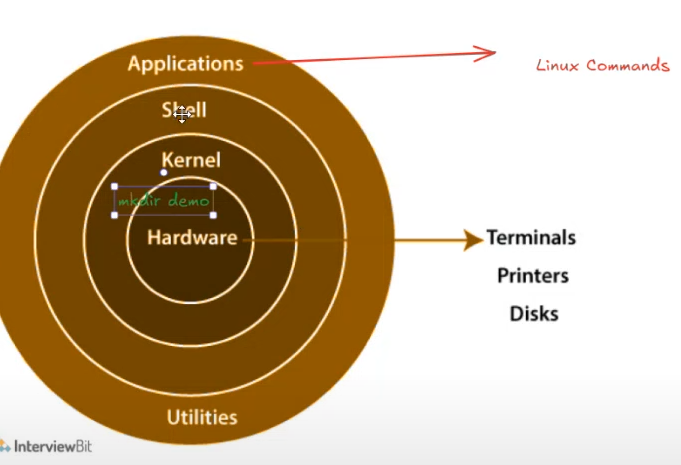 Applications
Linux Commands
Shell
Kernel
mkdir demo
Hardware
Terminals
Printers
Disks
Utilities
InterviewBit